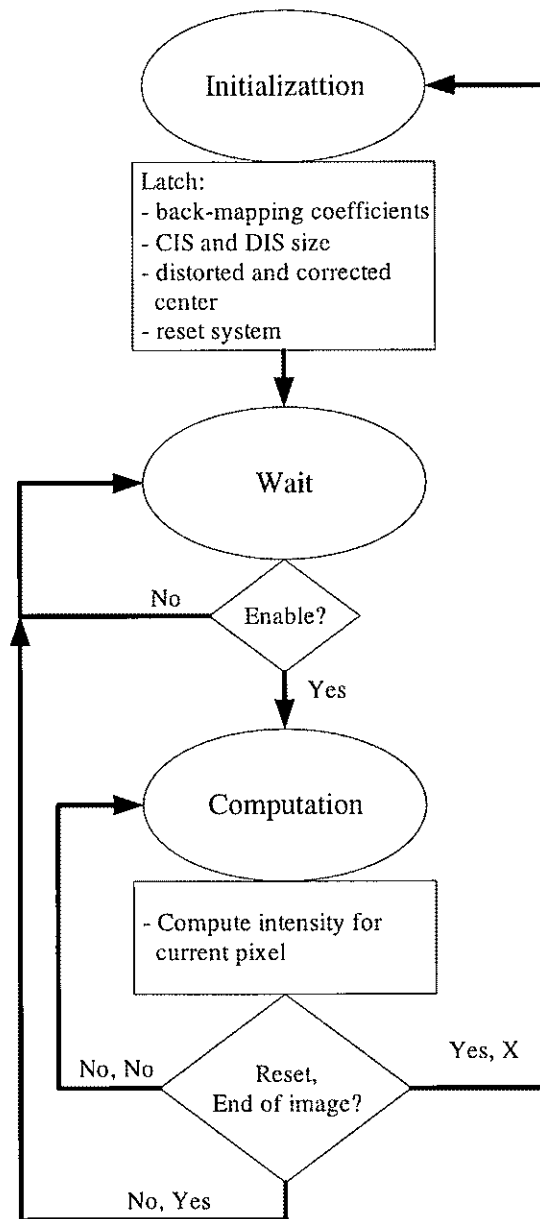 Initializattion
Latch:
- back-mapping coefficients
- CIS and DIS size
- distorted and corrected
center
- reset system
Wait
No
Enable?
Yes
Computation
- Compute intensity for
current pixel
No, No
Reset,
End of image?
Yes, X
No, Yes